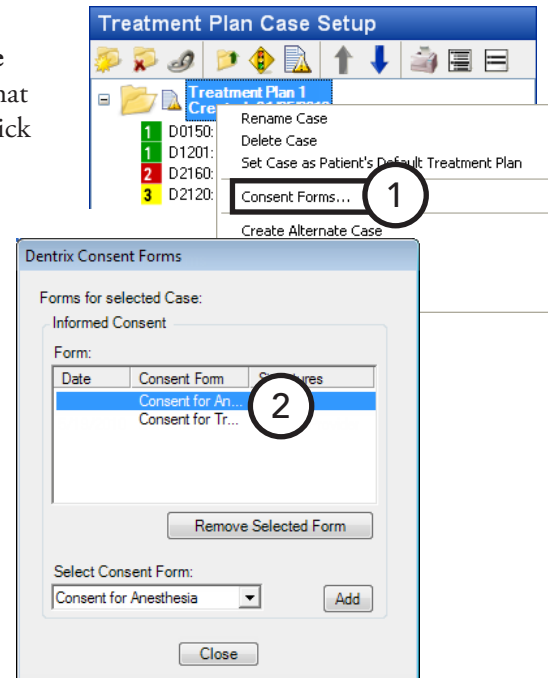 Treatment Plan Case Setup
e
hat
ick
Treatment Plan 1
D0150:
D1201:
D2160:
D2120:
1
1
2
3
Rename Case
Delete Case
Set Case as Patient's Default Treatment Plan
Consent Forms...
1
Create Alternate Case
Dentrix Consent Forms
Forms for selected Case:
Informed Consent
Form:
Date Consent Form
Consent for An...
2
Consent for Tr...
Remove Selected Form
Select Consent Form:
Consent for Anesthesia
Add
Close